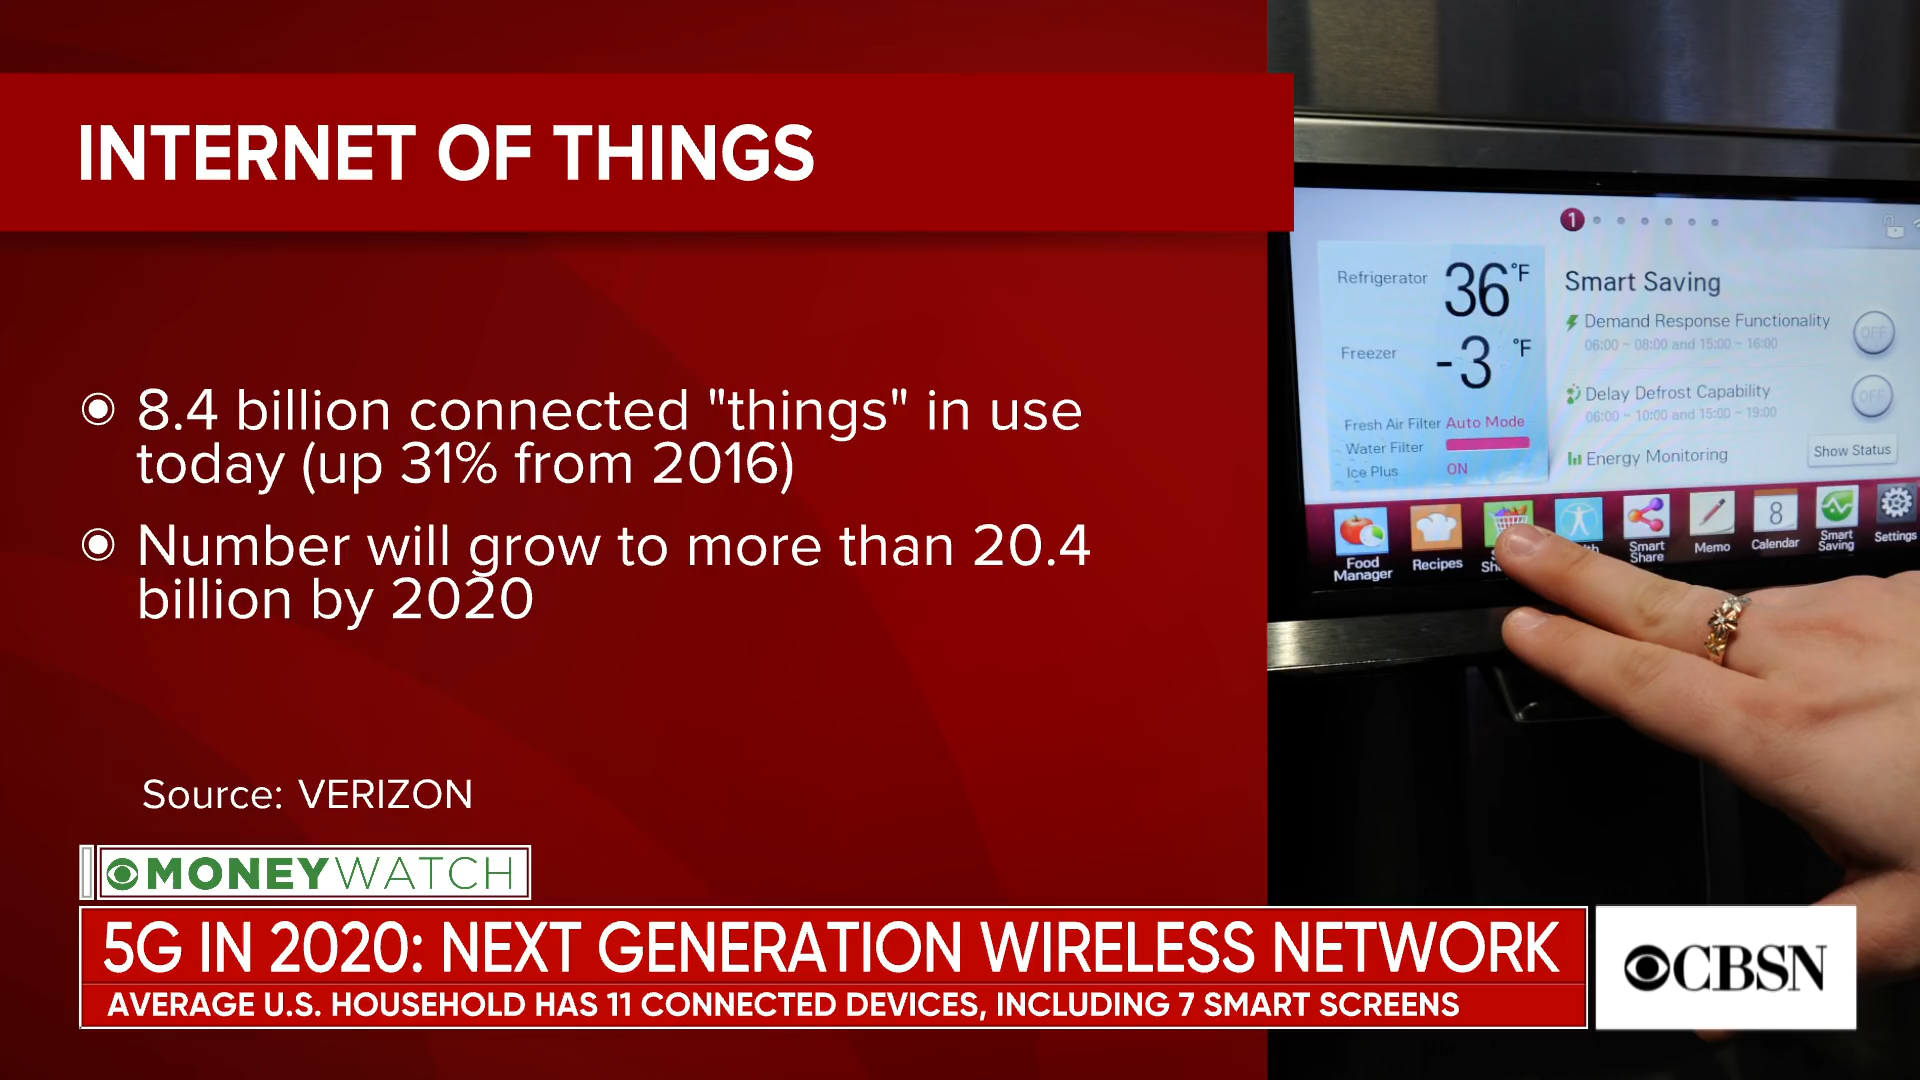 INTERNET OF THINGS
8.4 billion connected "things" in use
today (up 31% from 2016)
Number will grow to more than 20.4
billion by 2020
Source: VERIZON
MONEYWATCH
5G IN 2020: NEXT GENERATION WIRELESS NETWORK
AVERAGE U.S. HOUSEHOLD HAS 11 CONNECTED DEVICES, INCLUDING 7 SMART SCREENS
CBSN
1
Refrigerator 36 °F
Freezer -3 °F
Fresh Air Filter Auto Mode
Water Filter
Ice Plus ON
Smart Saving
Demand Response Functionality
06:00 ~ 08:00 and 15:00 ~ 16:00
OFF
Delay Defrost Capability
06:00 ~ 10:00 and 15:00 ~ 19:00
OFF
Energy Monitoring
Show Status
Food
Manager
Recipes
Smart
Share
Memo
8
Calendar
Smart
Saving
Settings